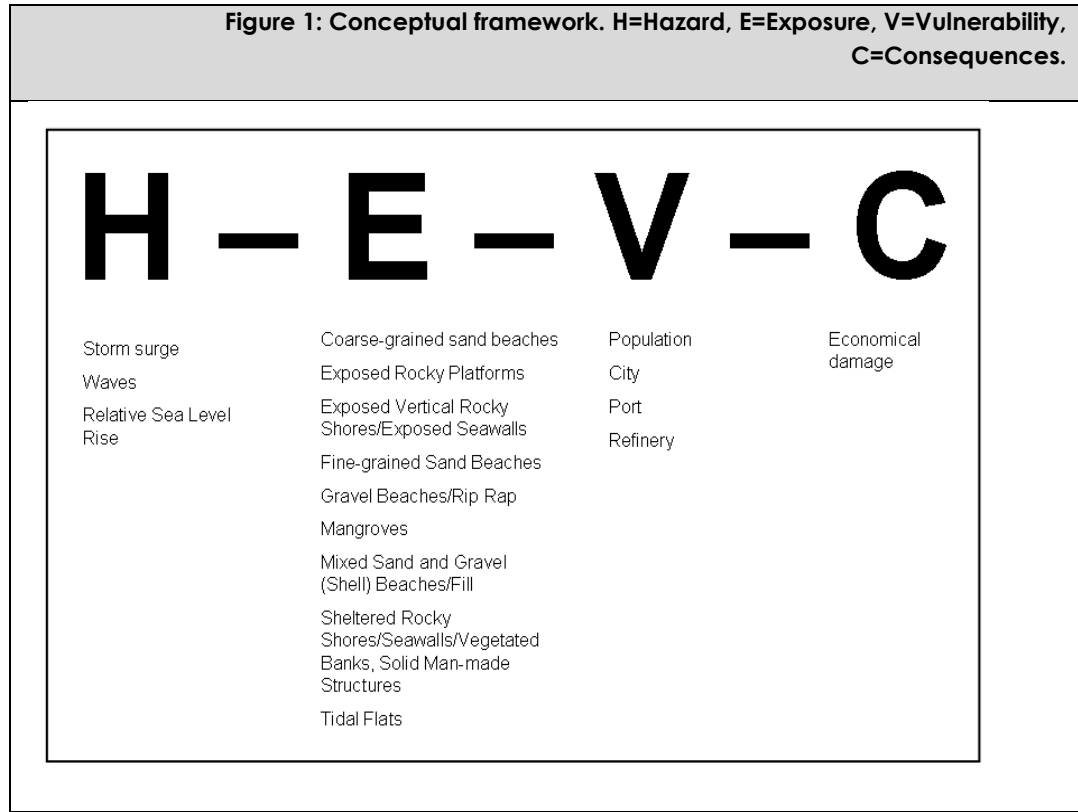 Figure 1: Conceptual framework. H=Hazard, E=Exposure, V=Vulnerability,
C=Consequences.
H – E – V – C
Storm surge
Waves
Relative Sea Level
Rise
Coarse-grained sand beaches
Exposed Rocky Platforms
Exposed Vertical Rocky
Shores/Exposed Seawalls
Fine-grained Sand Beaches
Gravel Beaches/Rip Rap
Mangroves
Mixed Sand and Gravel
(Shell) Beaches/Fill
Sheltered Rocky
Shores/Seawalls/Vegetated
Banks, Solid Man-made
Structures
Tidal Flats
Population
City
Port
Refinery
Economical
damage